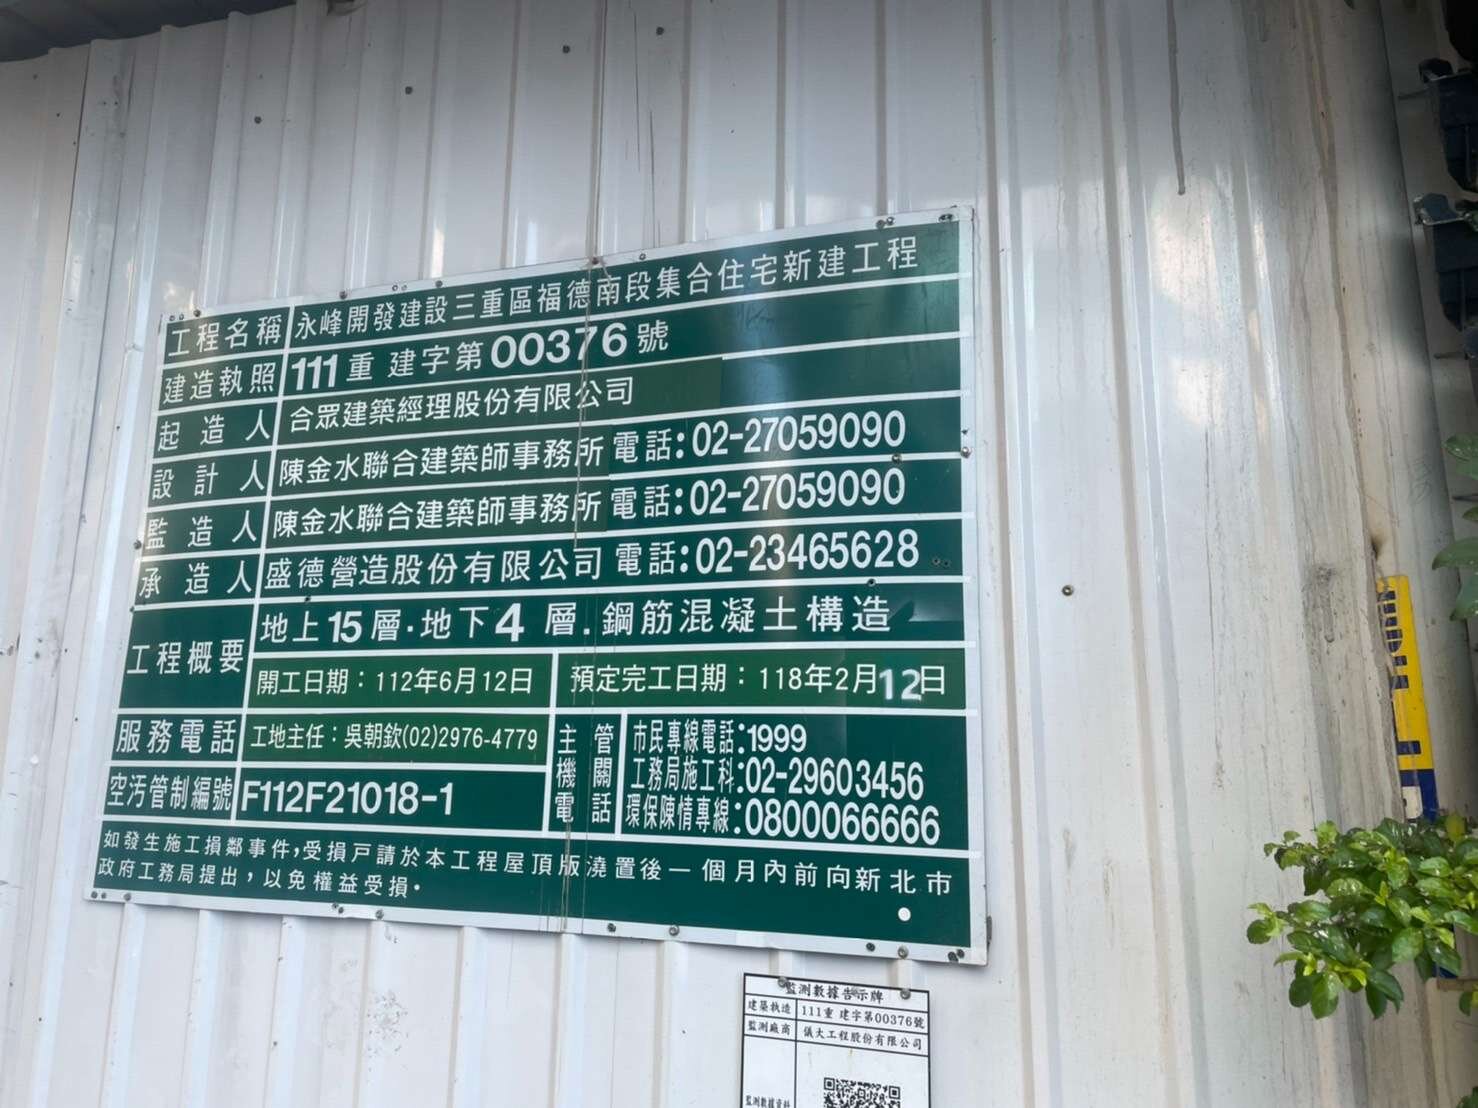 工程名稱 永峰開發建設三重區福德南段集合住宅新建工程
建造執照 111重 建字第00376號
起造人 合眾建築經理股份有限公司
設計人 陳金水聯合建築師事務所 電話:02-27059090
監造人 陳金水聯合建築師事務所 電話:02-27059090
承造人 盛德營造股份有限公司 電話:02-23465628
工程概要 地上15層.地下4層.鋼筋混凝土構造
開工日期：112年6月12日 預定完工日期：118年2月12日
服務電話 工地主任：吳朝欽(02)2976-4779
空汚管制編號 F112F21018-1
主管機關電話 市民專線電話:1999
工務局施工科:02-29603456
環保陳情專線:0800066666
如發生施工損鄰事件,受損戶請於本工程屋頂版澆置後一個月內前向新北市
政府工務局提出,以免權益受損。
監測數據告示牌
建築執造 111重 建字第00376號
監測廠商 儀大工程股份有限公司
監測數據資料